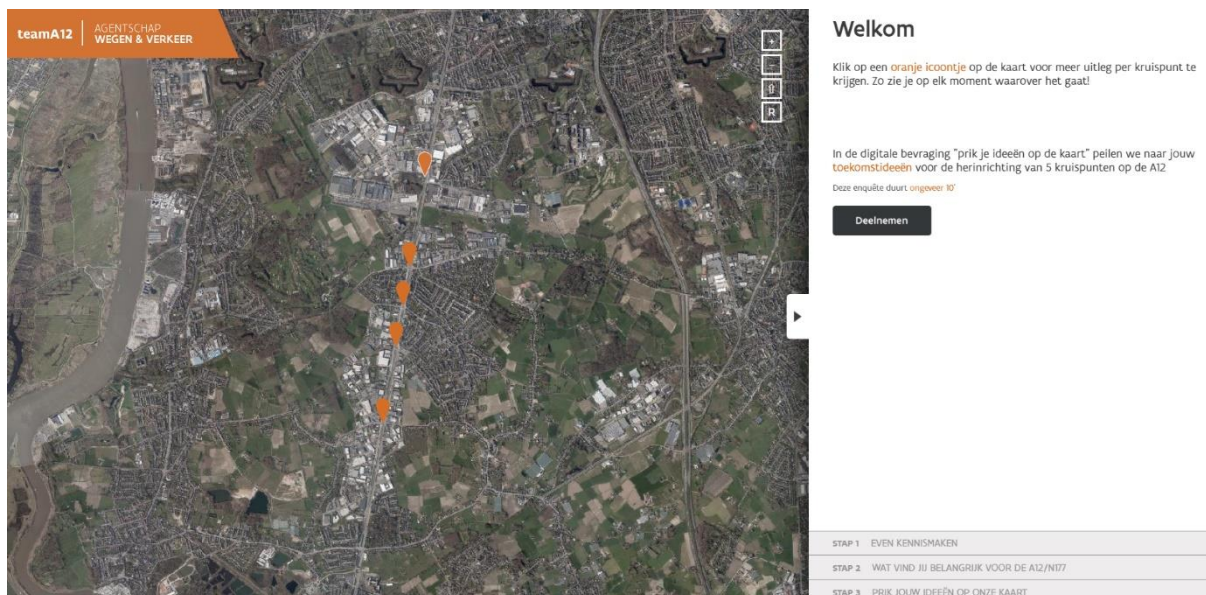 teamA12
AGENTSCHAP
WEGEN & VERKEER
+
-
⇧
R
Welkom
Klik op een oranje icoontje op de kaart voor meer uitleg per kruispunt te
krijgen. Zo zie je op elk moment waarover het gaat!
In de digitale bevraging "prik je ideeën op de kaart" peilen we naar jouw
toekomstideeën voor de herinrichting van 5 kruispunten op de A12
Deze enquête duurt ongeveer 10'
Deelnemen
STAP 1 EVEN KENNISMAKEN
STAP 2 WAT VIND JIJ BELANGRIJK VOOR DE A12/N177
STAP 3 PRIK JOUW IDEEËN OP ONZE KAART